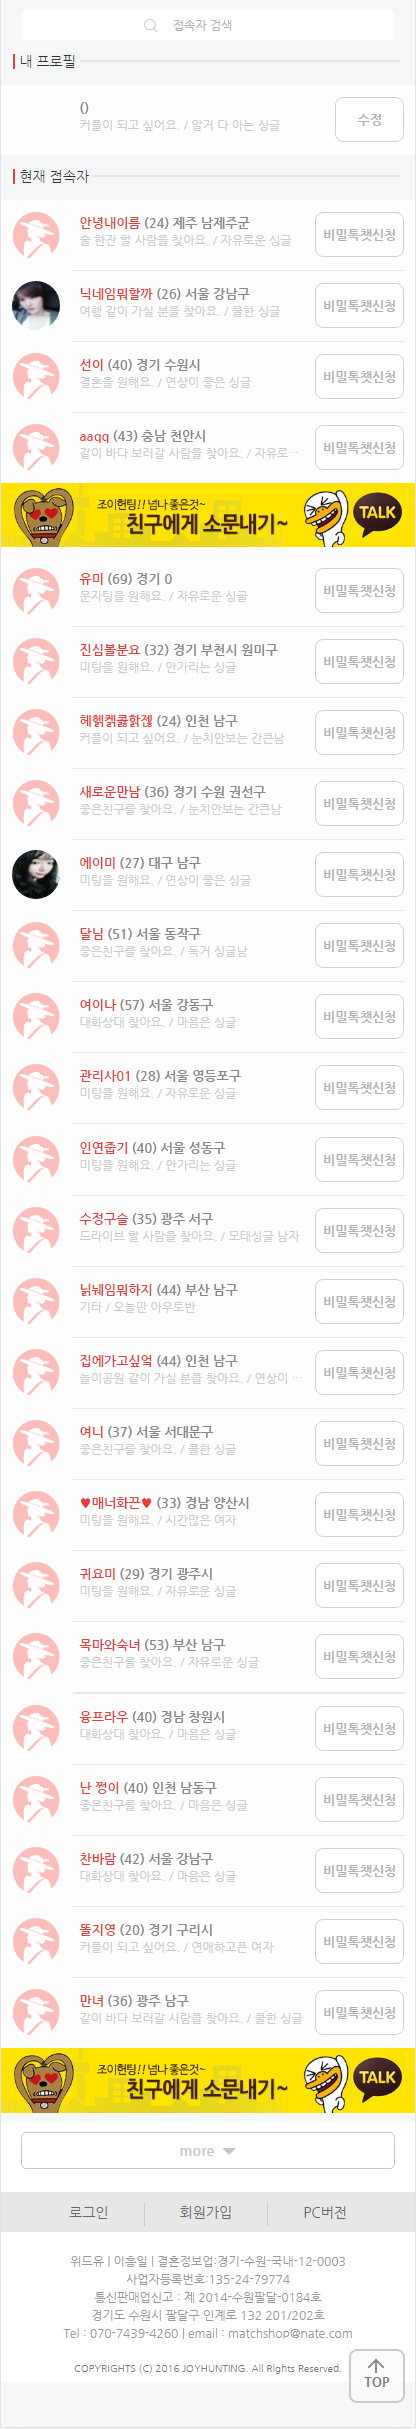 접속자 검색
내 프로필
()
커플이 되고 싶어요. / 알거 다 아는 싱글
수정
현재 접속자
안녕내이름 (24) 제주 남제주군
술 한잔 할 사람을 찾아요. / 자유로운 싱글
비밀톡챗신청
닉네임뭐할까 (26) 서울 강남구
여행 같이 가실 분을 찾아요. / 쿨한 싱글
비밀톡챗신청
선이 (40) 경기 수원시
결혼을 원해요. / 연상이 좋은 싱글
비밀톡챗신청
aaqq (43) 충남 천안시
같이 바다 보러갈 사람을 찾아요. / 자유로...
비밀톡챗신청
조이헌팅!! 넘나 좋은것~
친구에게 소문내기~
TALK
유미 (69) 경기 0
문자팅을 원해요. / 자유로운 싱글
비밀톡챗신청
진심볼분요 (32) 경기 부천시 원미구
미팅을 원해요. / 안가리는 싱글
비밀톡챗신청
(24) 인천 남구
커플이 되고 싶어요. / 눈치안보는 간큰남
비밀톡챗신청
새로운만남 (36) 경기 수원 권선구
좋은친구를 찾아요. / 눈치안보는 간큰남
비밀톡챗신청
에이미 (27) 대구 남구
미팅을 원해요. / 연상이 좋은 싱글
비밀톡챗신청
달님 (51) 서울 동작구
좋은친구를 찾아요. / 독거 싱글남
비밀톡챗신청
여이나 (57) 서울 강동구
대화상대 찾아요. / 마음은 싱글
비밀톡챗신청
관리사01 (28) 서울 영등포구
미팅을 원해요. / 자유로운 싱글
비밀톡챗신청
인연줍기 (40) 서울 성동구
미팅을 원해요. / 안가리는 싱글
비밀톡챗신청
수정구슬 (35) 광주 서구
드라이브 할 사람을 찾아요. / 모태싱글 남자
비밀톡챗신청
(44) 부산 남구
기타 / 오늘만 아우토반
비밀톡챗신청
집에가고싶엌 (44) 인천 남구
놀이공원 같이 가실 분을 찾아요. / 연상이 ...
비밀톡챗신청
여니 (37) 서울 서대문구
좋은친구를 찾아요. / 쿨한 싱글
비밀톡챗신청
♥매너화끈♥ (33) 경남 양산시
미팅을 원해요. / 시간많은 여자
비밀톡챗신청
귀요미 (29) 경기 광주시
미팅을 원해요. / 자유로운 싱글
비밀톡챗신청
목마와숙녀 (53) 부산 남구
좋은친구를 찾아요. / 자유로운 싱글
비밀톡챗신청
융프라우 (40) 경남 창원시
대화상대 찾아요. / 마음은 싱글
비밀톡챗신청
난 쩡이 (40) 인천 남동구
좋은친구를 찾아요. / 마음은 싱글
비밀톡챗신청
찬바람 (42) 서울 강남구
대화상대 찾아요. / 마음은 싱글
비밀톡챗신청
똘지영 (20) 경기 구리시
커플이 되고 싶어요. / 연애하고픈 여자
비밀톡챗신청
만녀 (36) 광주 남구
같이 바다 보러갈 사람을 찾아요. / 쿨한 싱글
비밀톡챗신청
조이헌팅!! 넘나 좋은것~
친구에게 소문내기~
TALK
more
로그인 회원가입 PC버전
위드유 | 이흥일 | 결혼정보업:경기-수원-국내-12-0003
사업자등록번호:135-24-79774
통신판매업신고 : 제 2014-수원팔달-0184호
경기도 수원시 팔달구 인계로 132 201/202호
Tel : 070-7439-4260 | email : matchshop@nate.com
COPYRIGHTS (C) 2016 JOYHUNTING. All Rights Reserved.
TOP